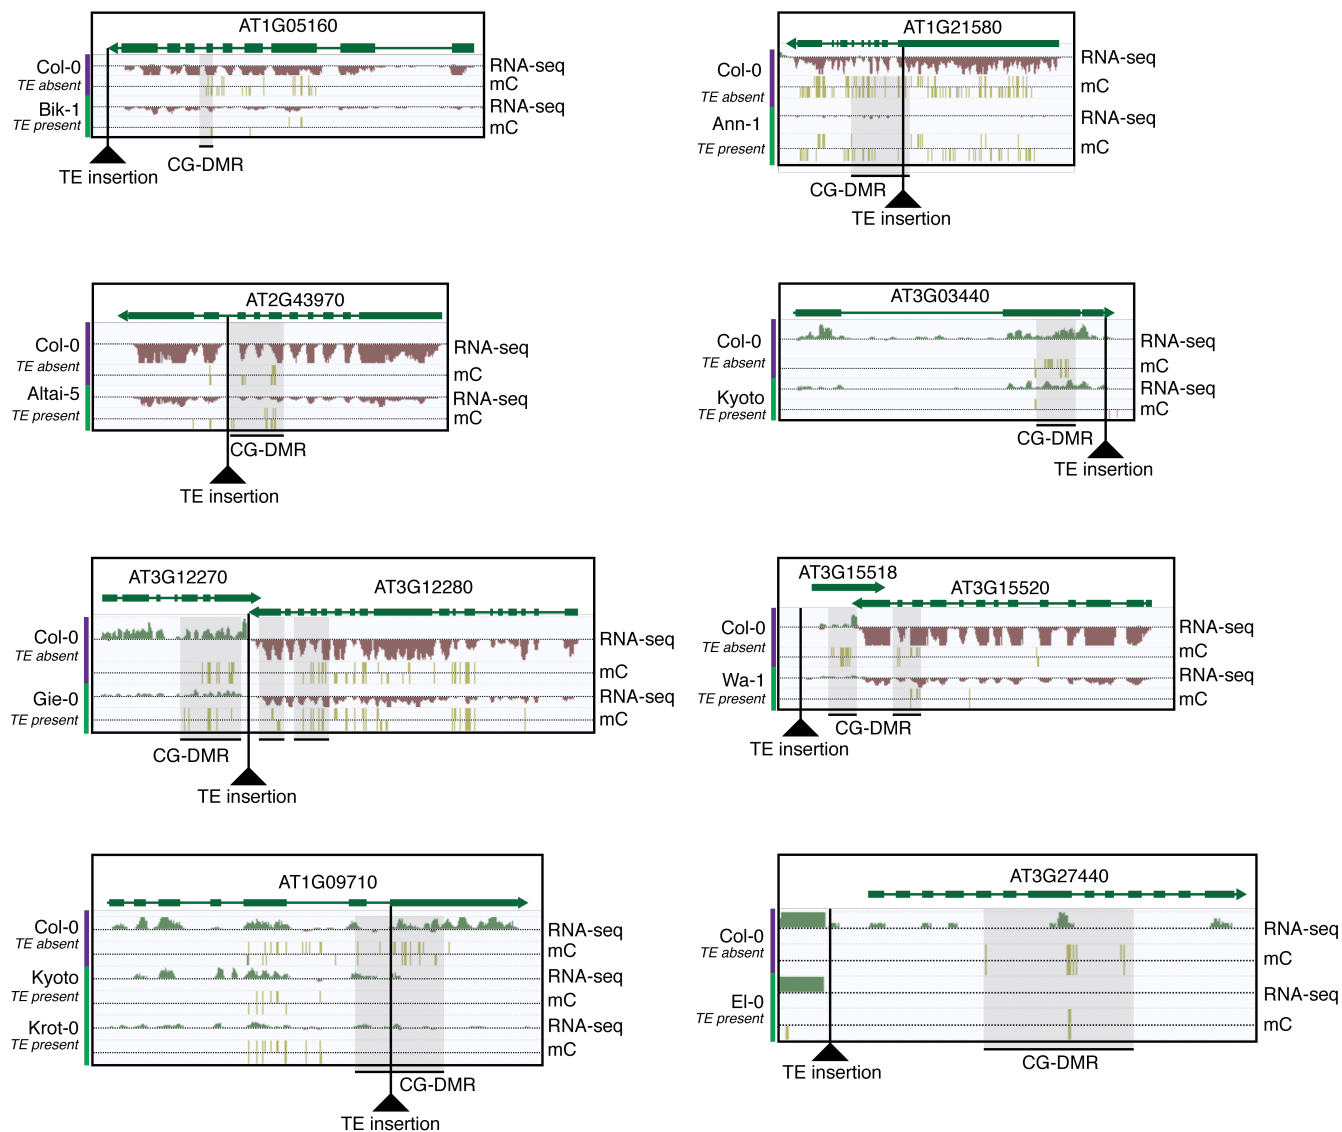 AT1G05160
Col-0
TE absent
RNA-seq
mC
Bik-1
TE present
RNA-seq
mC
CG-DMR
TE insertion
AT1G21580
Col-0
TE absent
RNA-seq
mC
Ann-1
TE present
RNA-seq
mC
CG-DMR
TE insertion
AT2G43970
Col-0
TE absent
RNA-seq
mC
Altai-5
TE present
RNA-seq
mC
CG-DMR
TE insertion
AT3G03440
Col-0
TE absent
RNA-seq
mC
Kyoto
TE present
RNA-seq
mC
CG-DMR
TE insertion
AT3G12270
AT3G12280
Col-0
TE absent
RNA-seq
mC
Gie-0
TE present
RNA-seq
mC
CG-DMR
TE insertion
AT3G15518
AT3G15520
Col-0
TE absent
RNA-seq
mC
Wa-1
TE present
RNA-seq
mC
CG-DMR
TE insertion
AT1G09710
Col-0
TE absent
RNA-seq
mC
Kyoto
TE present
RNA-seq
mC
Krot-0
TE present
RNA-seq
mC
CG-DMR
TE insertion
AT3G27440
Col-0
TE absent
RNA-seq
mC
El-0
TE present
RNA-seq
mC
CG-DMR
TE insertion